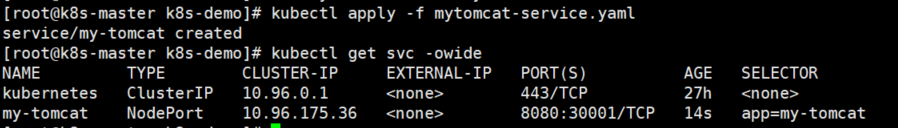 [root@k8s-master k8s-demo]# kubectl apply -f mytomcat-service.yaml
service/my-tomcat created
[root@k8s-master k8s-demo]# kubectl get svc -owide
NAME TYPE CLUSTER-IP EXTERNAL-IP PORT(S) AGE SELECTOR
kubernetes ClusterIP 10.96.0.1 <none> 443/TCP 27h <none>
my-tomcat NodePort 10.96.175.36 <none> 8080:30001/TCP 14s app=my-tomcat